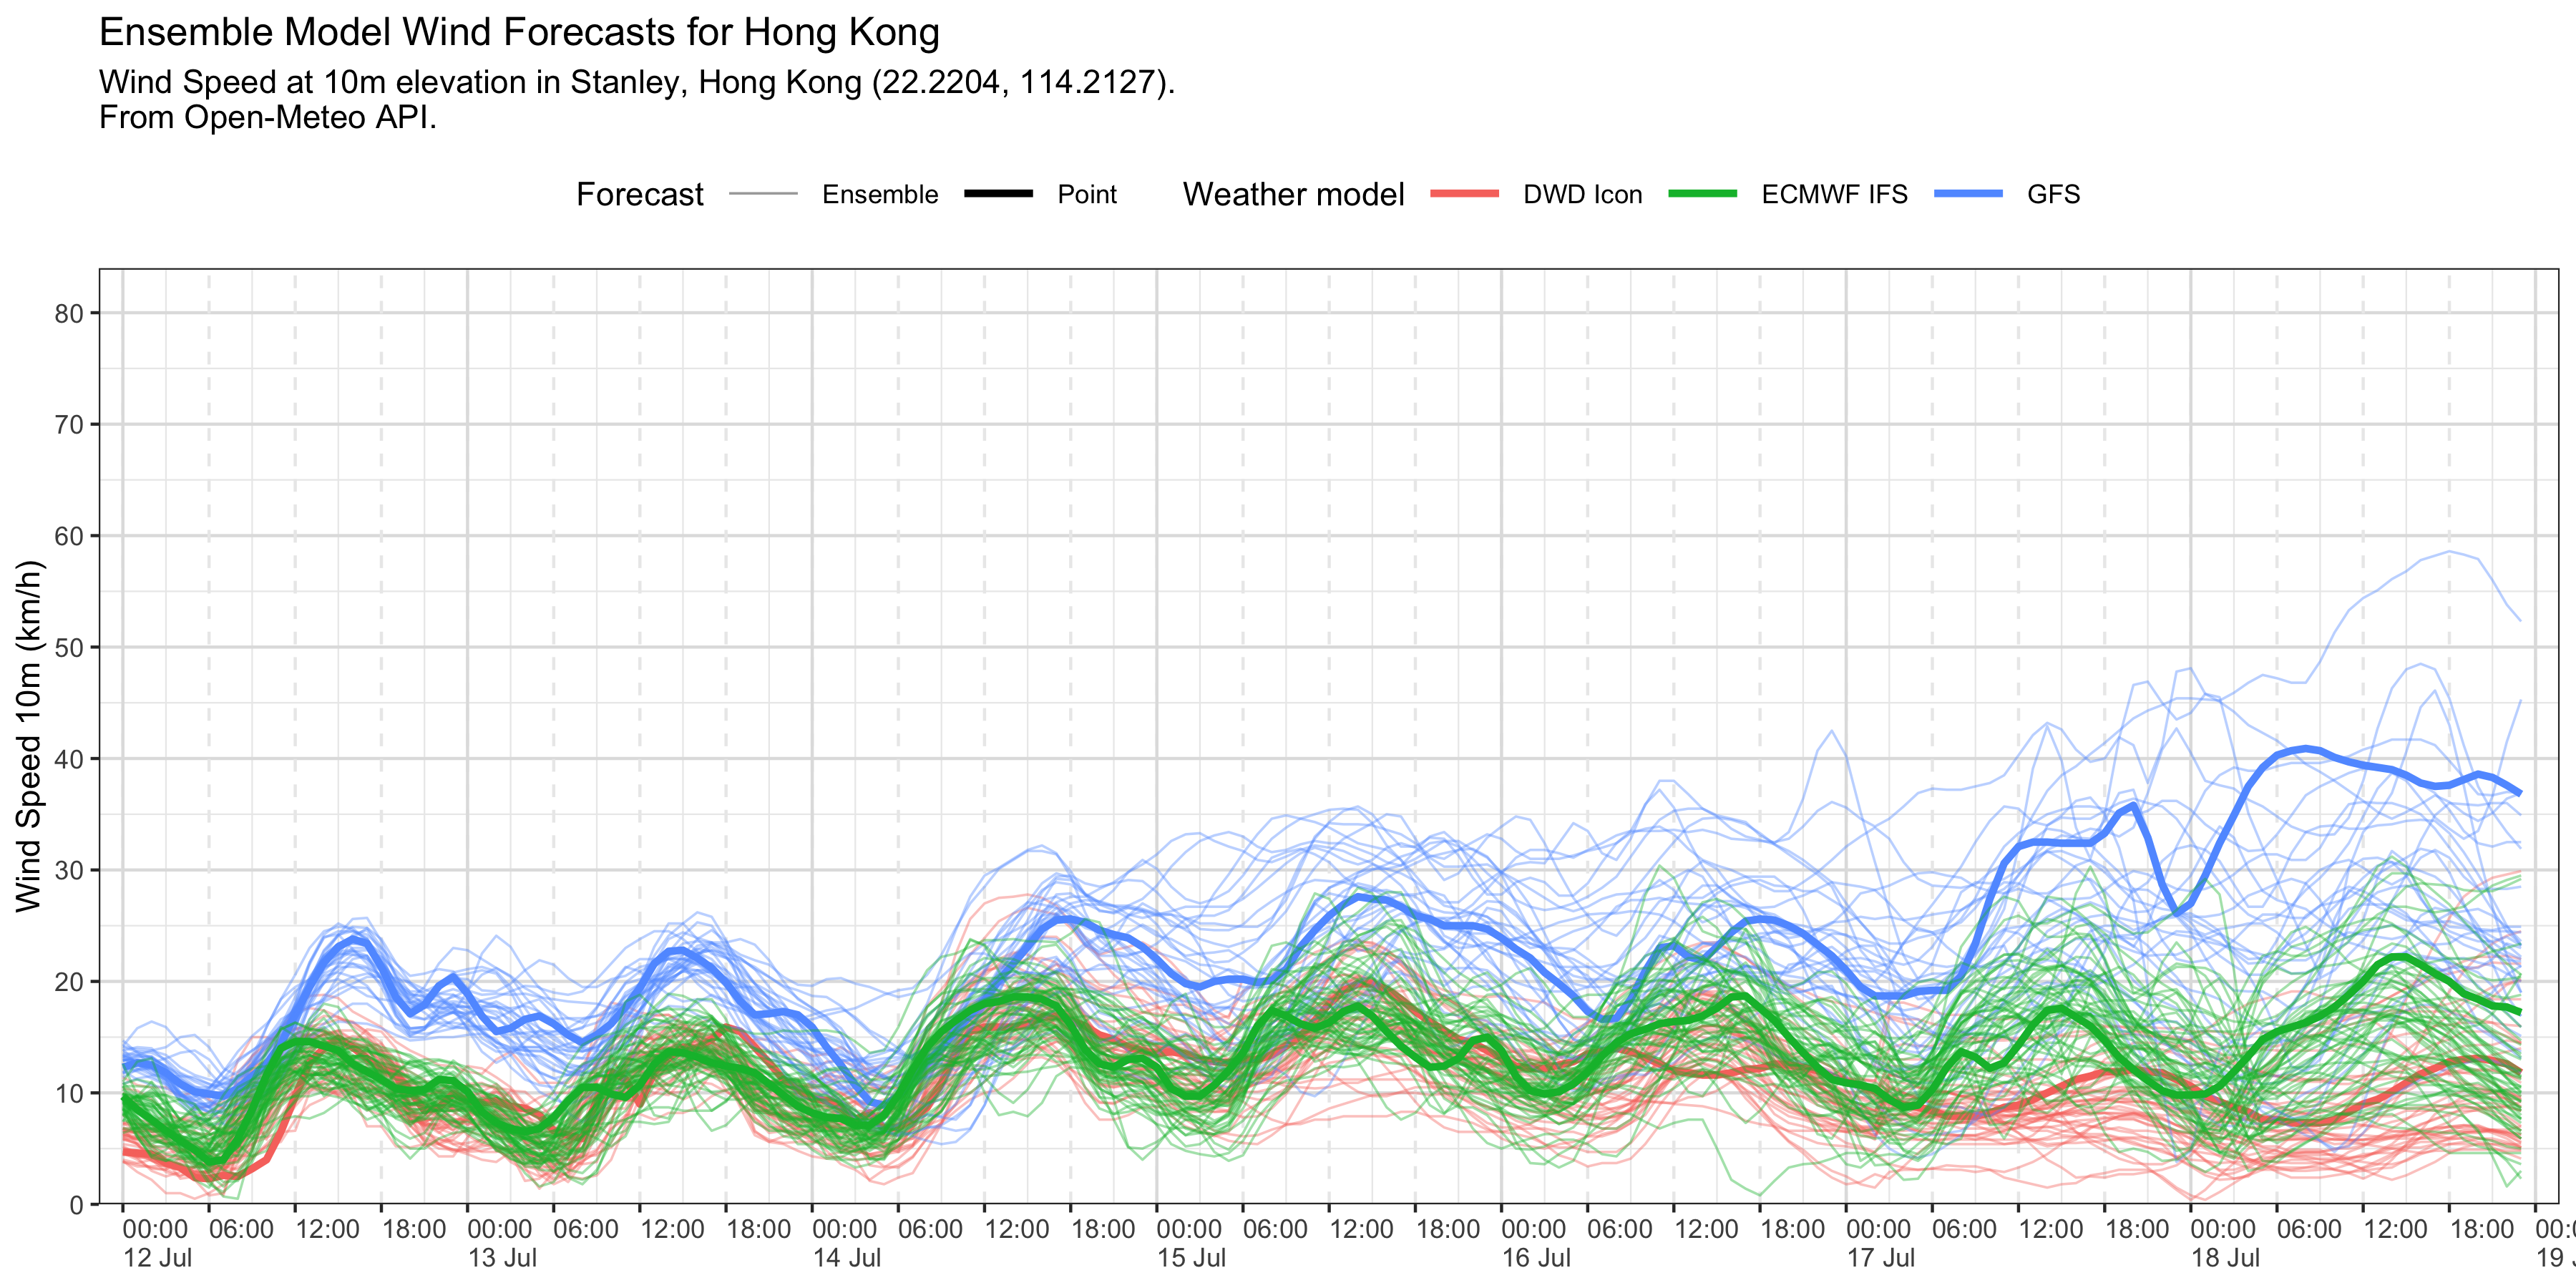 Ensemble Model Wind Forecasts for Hong Kong
Wind Speed at 10m elevation in Stanley, Hong Kong (22.2204, 114.2127).
From Open-Meteo API.
Forecast Ensemble Point Weather model DWD Icon ECMWF IFS GFS
Wind Speed 10m (km/h)
80
70
60
50
40
30
20
10
0
00:00 06:00 12:00 18:00 00:00 06:00 12:00 18:00 00:00 06:00 12:00 18:00 00:00 06:00 12:00 18:00 00:00 06:00 12:00 18:00 00:00 06:00 12:00 18:00 00:00 06:00 12:00 18:00 00:0
12 Jul 13 Jul 14 Jul 15 Jul 16 Jul 17 Jul 18 Jul 19